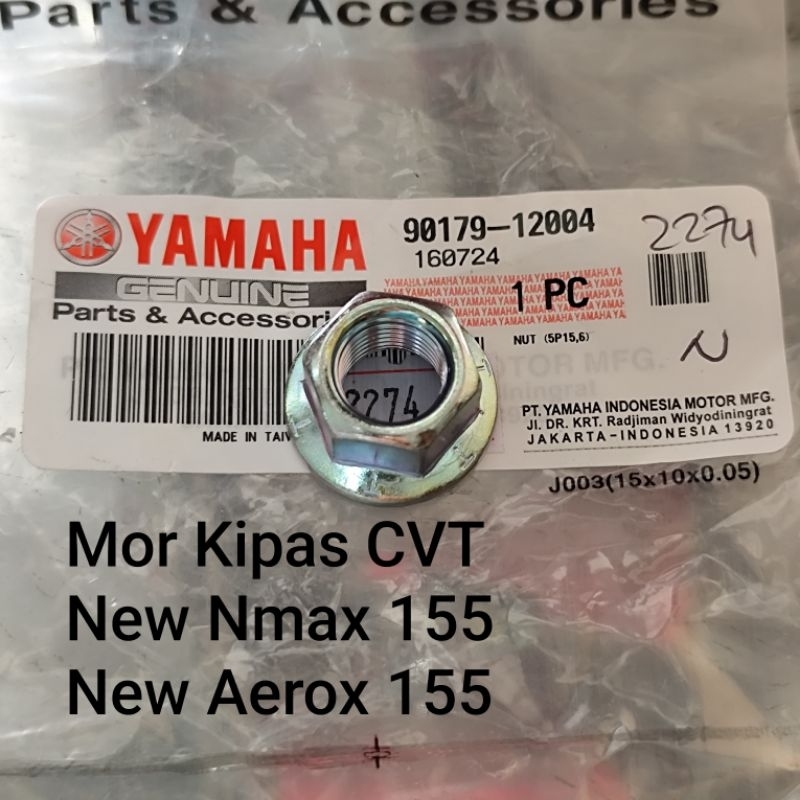 Parts & Accessories
YAMAHA
GENUINE
Parts & Accessori
90179-12004
160724
2274
1 PC
NUT (5P15,6)
N
2274
MADE IN TAIW
PT. YAMAHA INDONESIA MOTOR MFG.
Jl. DR. KRT. Radjiman Widyodiningrat
JAKARTA-INDONESIA 13920
J003(15x10x0.05)
Mor Kipas CVT
New Nmax 155
New Aerox 155